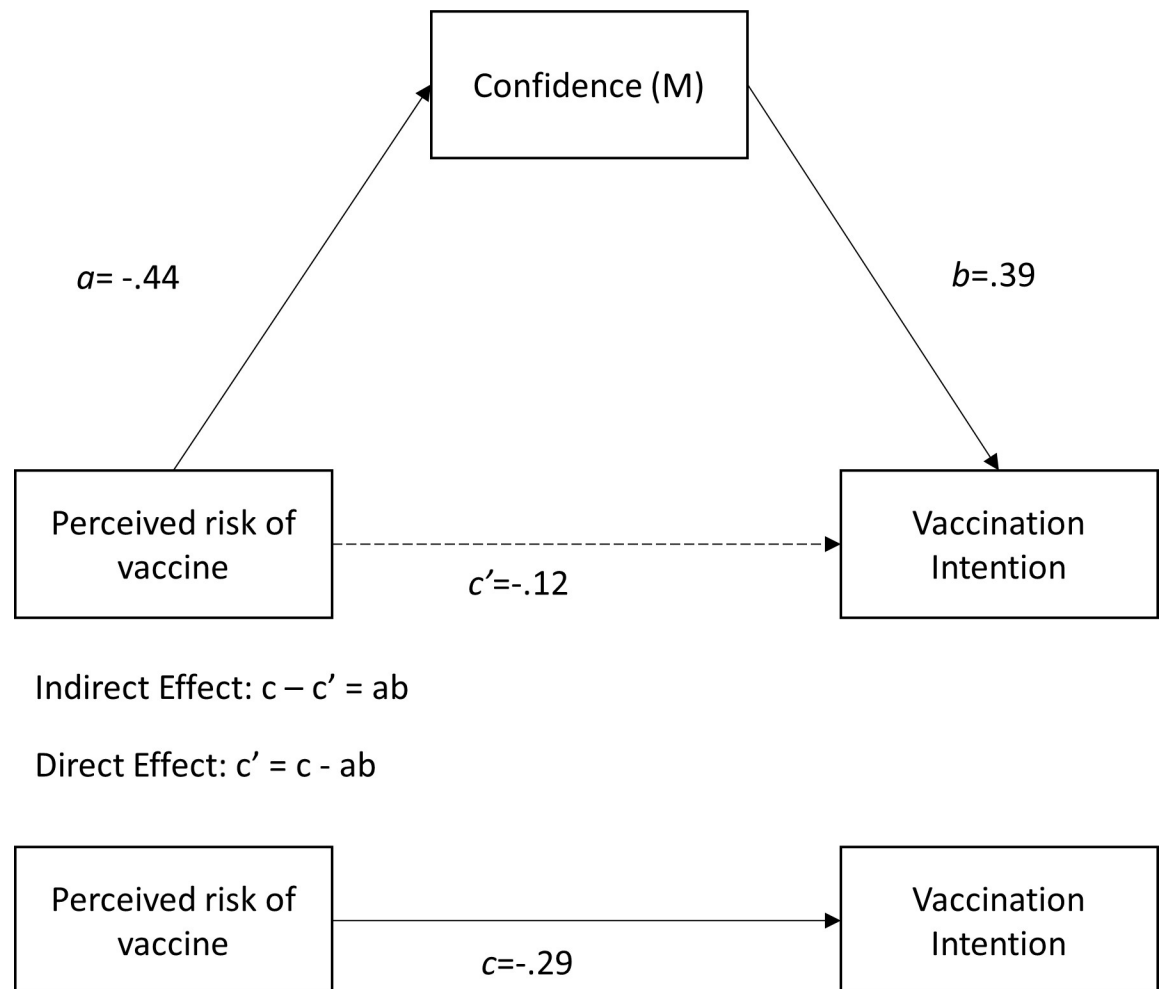 Confidence (M)
a= -.44
b=.39
Perceived risk of
vaccine
Vaccination
Intention
c’=-.12
Indirect Effect: c – c’ = ab
Direct Effect: c’ = c - ab
Perceived risk of
vaccine
Vaccination
Intention
c=-.29